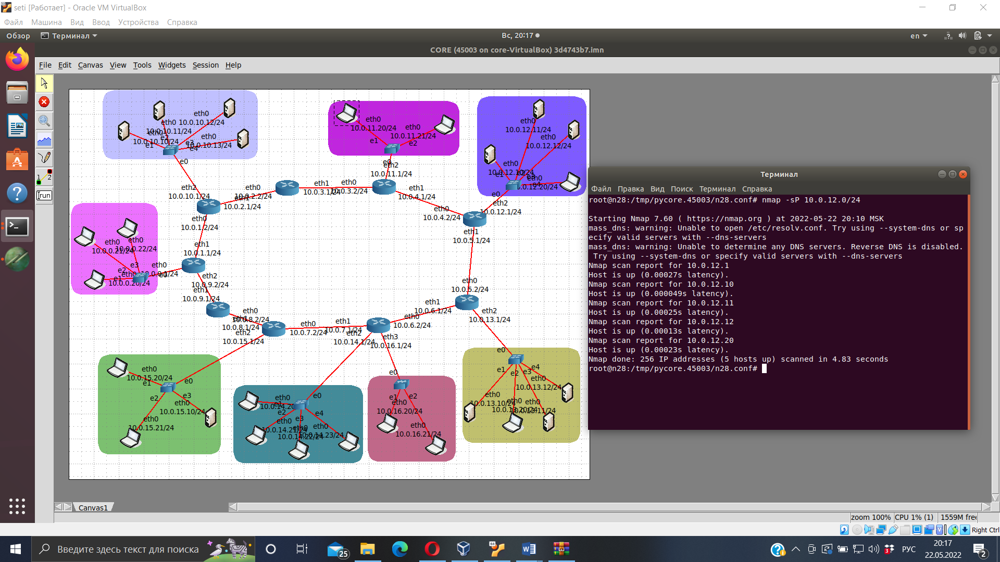 seti [Работает] - Oracle VM VirtualBox
Файл Машина Вид Ввод Устройства Справка
Обзор Терминал Вс, 20:17 en
CORE (45003 on core-VirtualBox) 3d4743b7.imn
File Edit Canvas View Tools Widgets Session Help
eth0
10.0.10.12/24
eth0
10.0.10.11/24
10.0.10.10/24
e1
e2
eth0
10.0.10.13/24
e3
e4
e0
eth0
10.0.11.20/24
eth0
10.0.11.21/24
e1
e2
e0
eth2
10.0.11.1/24
eth0
10.0.12.11/24
eth0
10.0.12.12/24
eth0
10.0.12.10/24
e1
eth0
10.0.12.20/24
e4
e0
eth2
10.0.12.1/24
eth2
10.0.10.1/24
eth0
10.0.2.2/24
eth1
10.0.2.1/24
eth1
10.0.3.1/24
eth0
10.0.3.2/24
eth1
10.0.4.1/24
eth0
10.0.4.2/24
eth1
10.0.5.1/24
eth0
10.0.1.2/24
eth1
10.0.1.1/24
eth0
10.0.0.21/24
eth0
10.0.0.22/24
e3
e2
e1
eth0
10.0.0.20/24
eth0
10.0.0.1/24
e0
eth2
10.0.9.2/24
eth1
10.0.9.1/24
eth0
10.0.8.2/24
eth1
10.0.8.1/24
eth2
10.0.15.1/24
eth0
10.0.7.2/24
eth1
10.0.7.1/24
eth2
10.0.14.1/24
eth3
10.0.16.1/24
eth0
10.0.6.2/24
eth1
10.0.6.1/24
eth0
10.0.5.2/24
eth2
10.0.13.1/24
eth0
10.0.15.20/24
e1
e0
e2
e3
eth0
10.0.15.10/24
eth0
10.0.15.21/24
e0
eth0
e1
e2
e3
e4
eth0
10.0.14.21/24
eth0
10.0.14.22/24
eth0
10.0.14.23/24
e0
e1
e2
eth0
10.0.16.20/24
eth0
10.0.16.21/24
e0
e1
e2
e3
e4
eth0
10.0.13.12/24
eth0
10.0.13.10/24
eth0
10.0.13.20/24
eth0
10.0.13.11/24
run
Терминал
Файл Правка Вид Поиск Терминал Справка
root@n28:/tmp/pycore.45003/n28.conf# nmap -sP 10.0.12.0/24
Starting Nmap 7.60 ( https://nmap.org ) at 2022-05-22 20:10 MSK
mass_dns: warning: Unable to open /etc/resolv.conf. Try using --system-dns or sp
ecify valid servers with --dns-servers
mass_dns: warning: Unable to determine any DNS servers. Reverse DNS is disabled.
Try using --system-dns or specify valid servers with --dns-servers
Nmap scan report for 10.0.12.1
Host is up (0.00027s latency).
Nmap scan report for 10.0.12.10
Host is up (0.000049s latency).
Nmap scan report for 10.0.12.11
Host is up (0.00025s latency).
Nmap scan report for 10.0.12.12
Host is up (0.00013s latency).
Nmap scan report for 10.0.12.20
Host is up (0.00023s latency).
Nmap done: 256 IP addresses (5 hosts up) scanned in 4.83 seconds
root@n28:/tmp/pycore.45003/n28.conf#
Canvas1
zoom 100% CPU 1% (1) 1559M free
Right Ctrl
Введите здесь текст для поиска
25
64
3
РУС
20:17
22.05.2022
2